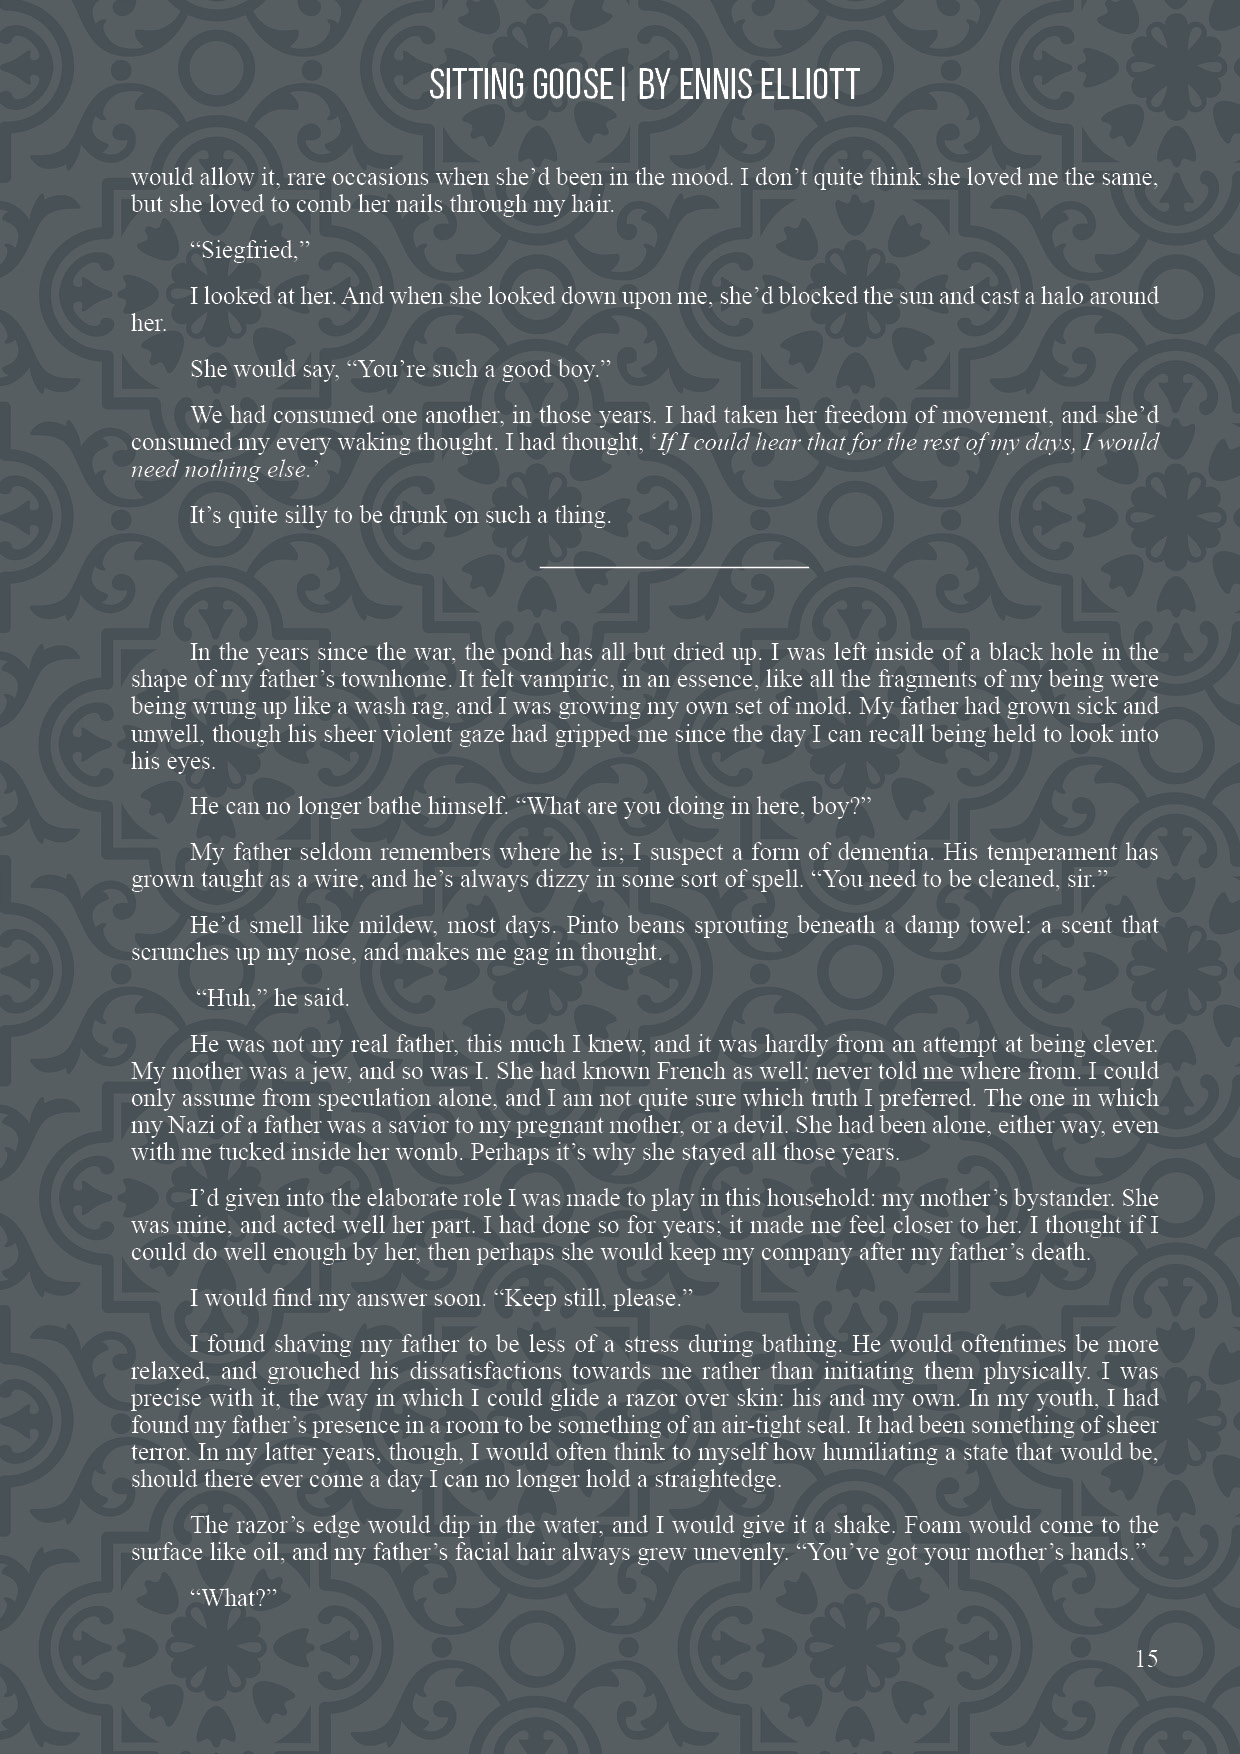 SITTING GOOSE| BY ENNIS ELLIOTT
would allow it, rare occasions when she’d been in the mood. I don’t quite think she loved me the same,
but she loved to comb her nails through my hair.
“Siegfried,”
I looked at her. And when she looked down upon me, she’d blocked the sun and cast a halo around
her.
She would say, “You’re such a good boy.”
We had consumed one another, in those years. I had taken her freedom of movement, and she’d
consumed my every waking thought. I had thought, ‘If I could hear that for the rest of my days, I would
need nothing else.’
It’s quite silly to be drunk on such a thing.
In the years since the war, the pond has all but dried up. I was left inside of a black hole in the
shape of my father’s townhome. It felt vampiric, in an essence, like all the fragments of my being were
being wrung up like a wash rag, and I was growing my own set of mold. My father had grown sick and
unwell, though his sheer violent gaze had gripped me since the day I can recall being held to look into
his eyes.
He can no longer bathe himself. “What are you doing in here, boy?”
My father seldom remembers where he is; I suspect a form of dementia. His temperament has
grown taught as a wire, and he’s always dizzy in some sort of spell. “You need to be cleaned, sir.”
He’d smell like mildew, most days. Pinto beans sprouting beneath a damp towel: a scent that
scrunches up my nose, and makes me gag in thought.
“Huh,” he said.
He was not my real father, this much I knew, and it was hardly from an attempt at being clever.
My mother was a jew, and so was I. She had known French as well; never told me where from. I could
only assume from speculation alone, and I am not quite sure which truth I preferred. The one in which
my Nazi of a father was a savior to my pregnant mother, or a devil. She had been alone, either way, even
with me tucked inside her womb. Perhaps it’s why she stayed all those years.
I’d given into the elaborate role I was made to play in this household: my mother’s bystander. She
was mine, and acted well her part. I had done so for years; it made me feel closer to her. I thought if I
could do well enough by her, then perhaps she would keep my company after my father’s death.
I would find my answer soon. “Keep still, please.”
I found shaving my father to be less of a stress during bathing. He would oftentimes be more
relaxed, and grouched his dissatisfactions towards me rather than initiating them physically. I was
precise with it, the way in which I could glide a razor over skin: his and my own. In my youth, I had
found my father’s presence in a room to be something of an air-tight seal. It had been something of sheer
terror. In my latter years, though, I would often think to myself how humiliating a state that would be,
should there ever come a day I can no longer hold a straightedge.
The razor’s edge would dip in the water, and I would give it a shake. Foam would come to the
surface like oil, and my father’s facial hair always grew unevenly. “You’ve got your mother’s hands.”
“What?”
15